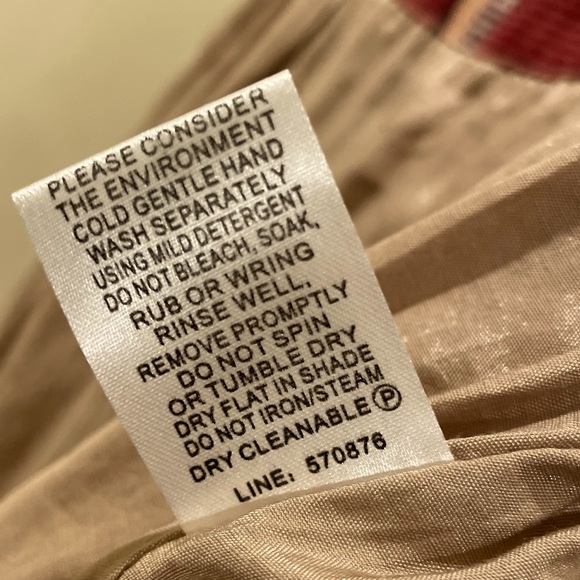 PLEASE CONSIDER
THE ENVIRONMENT
COLD GENTLE HAND
WASH SEPARATELY
USING MILD DETERGENT
DO NOT BLEACH, SOAK,
RUB OR WRING
RINSE WELL,
REMOVE PROMPTLY
DO NOT SPIN
OR TUMBLE DRY
DRY FLAT IN SHADE
DO NOT IRON/STEAM
DRY CLEANABLE Ⓟ
LINE: 570876